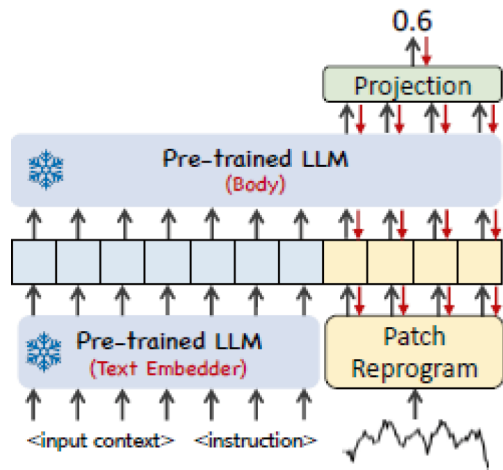 0.6
Projection
Pre-trained LLM
(Body)
Pre-trained LLM
(Text Embedder)
Patch
Reprogram
<input context> <instruction>